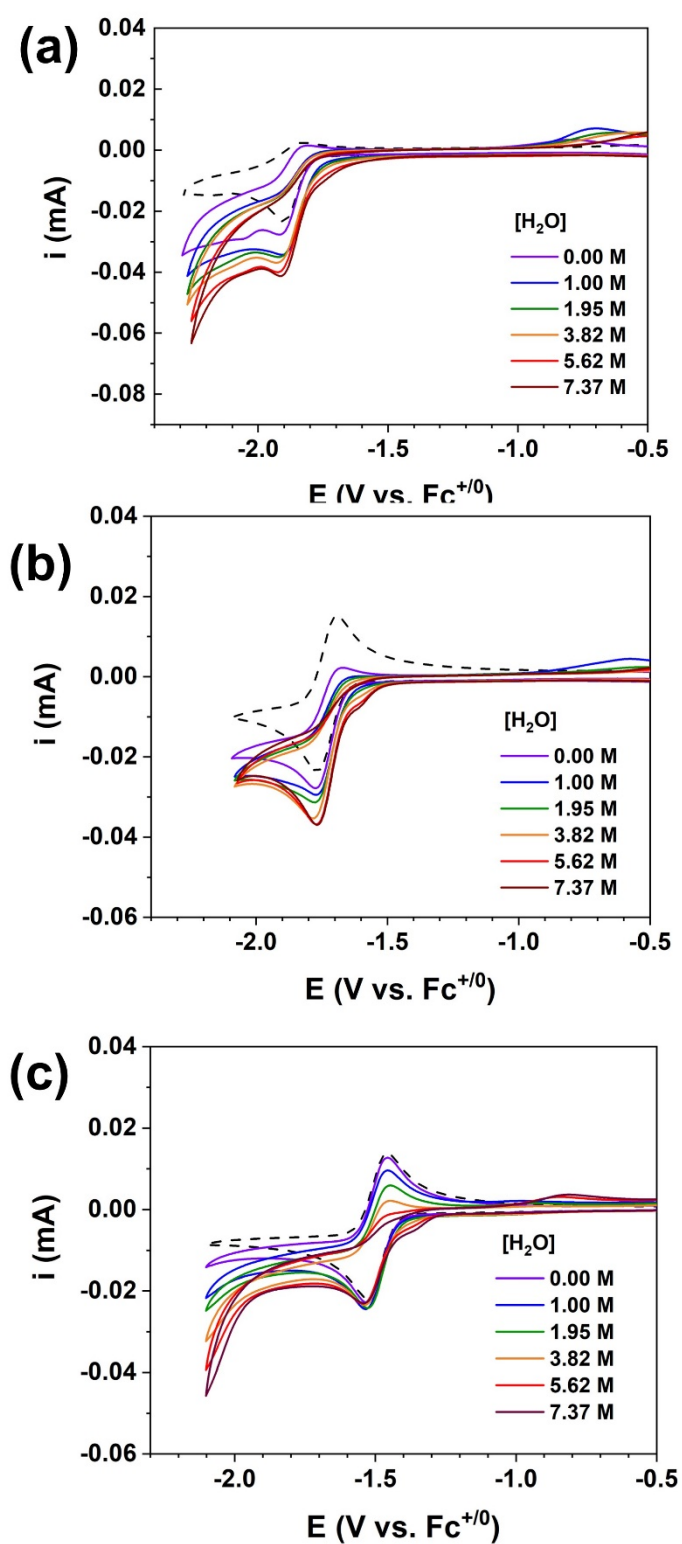 (a)
0.04
0.02
0.00
-0.02
-0.04
-0.06
-0.08
i (mA)
[H₂O]
0.00 M
1.00 M
1.95 M
3.82 M
5.62 M
7.37 M
-2.0 -1.5 -1.0 -0.5
E (V vs. Fc⁺/⁰)
(b)
0.04
0.02
0.00
-0.02
-0.04
-0.06
i (mA)
[H₂O]
0.00 M
1.00 M
1.95 M
3.82 M
5.62 M
7.37 M
-2.0 -1.5 -1.0 -0.5
E (V vs. Fc⁺/⁰)
(c)
0.04
0.02
0.00
-0.02
-0.04
-0.06
i (mA)
[H₂O]
0.00 M
1.00 M
1.95 M
3.82 M
5.62 M
7.37 M
-2.0 -1.5 -1.0 -0.5
E (V vs. Fc⁺/⁰)